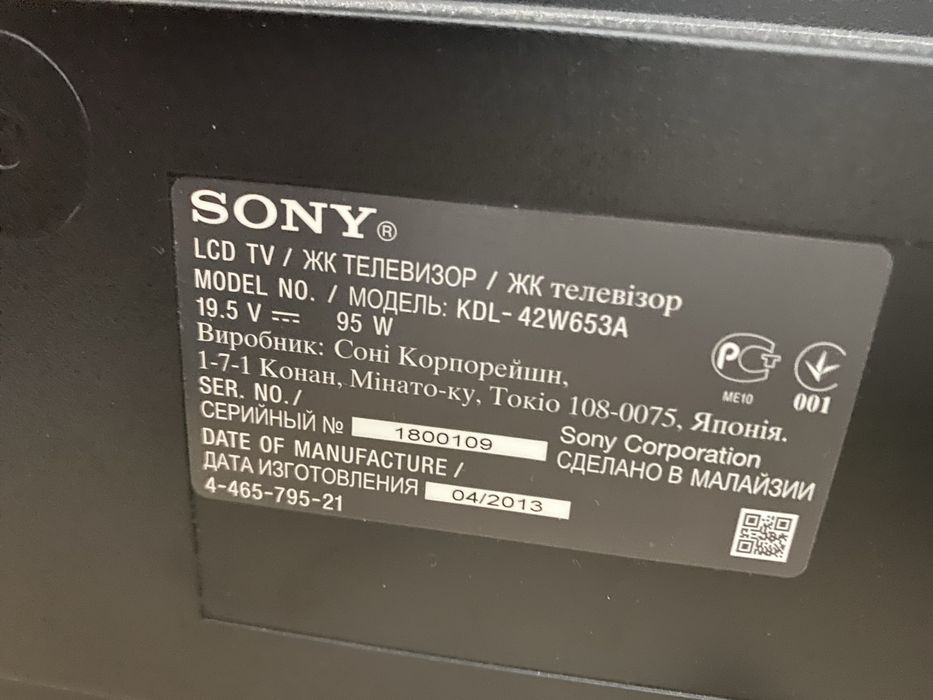 SONY®
LCD TV / ЖК ТЕЛЕВИЗОР / ЖК телевізор
MODEL NO. / МОДЕЛЬ: KDL-42W653A
19.5 V ⎓ 95 W
Виробник: Соні Корпорейшн,
1-7-1 Конан, Мінато-ку, Токіо 108-0075, Японія.
SER. NO./
СЕРИЙНЫЙ № 1800109
Sony Corporation
DATE OF MANUFACTURE /
СДЕЛАНО В МАЛАЙЗИИ
ДАТА ИЗГОТОВЛЕНИЯ 04/2013
4-465-795-21
РСТ
ME10
001